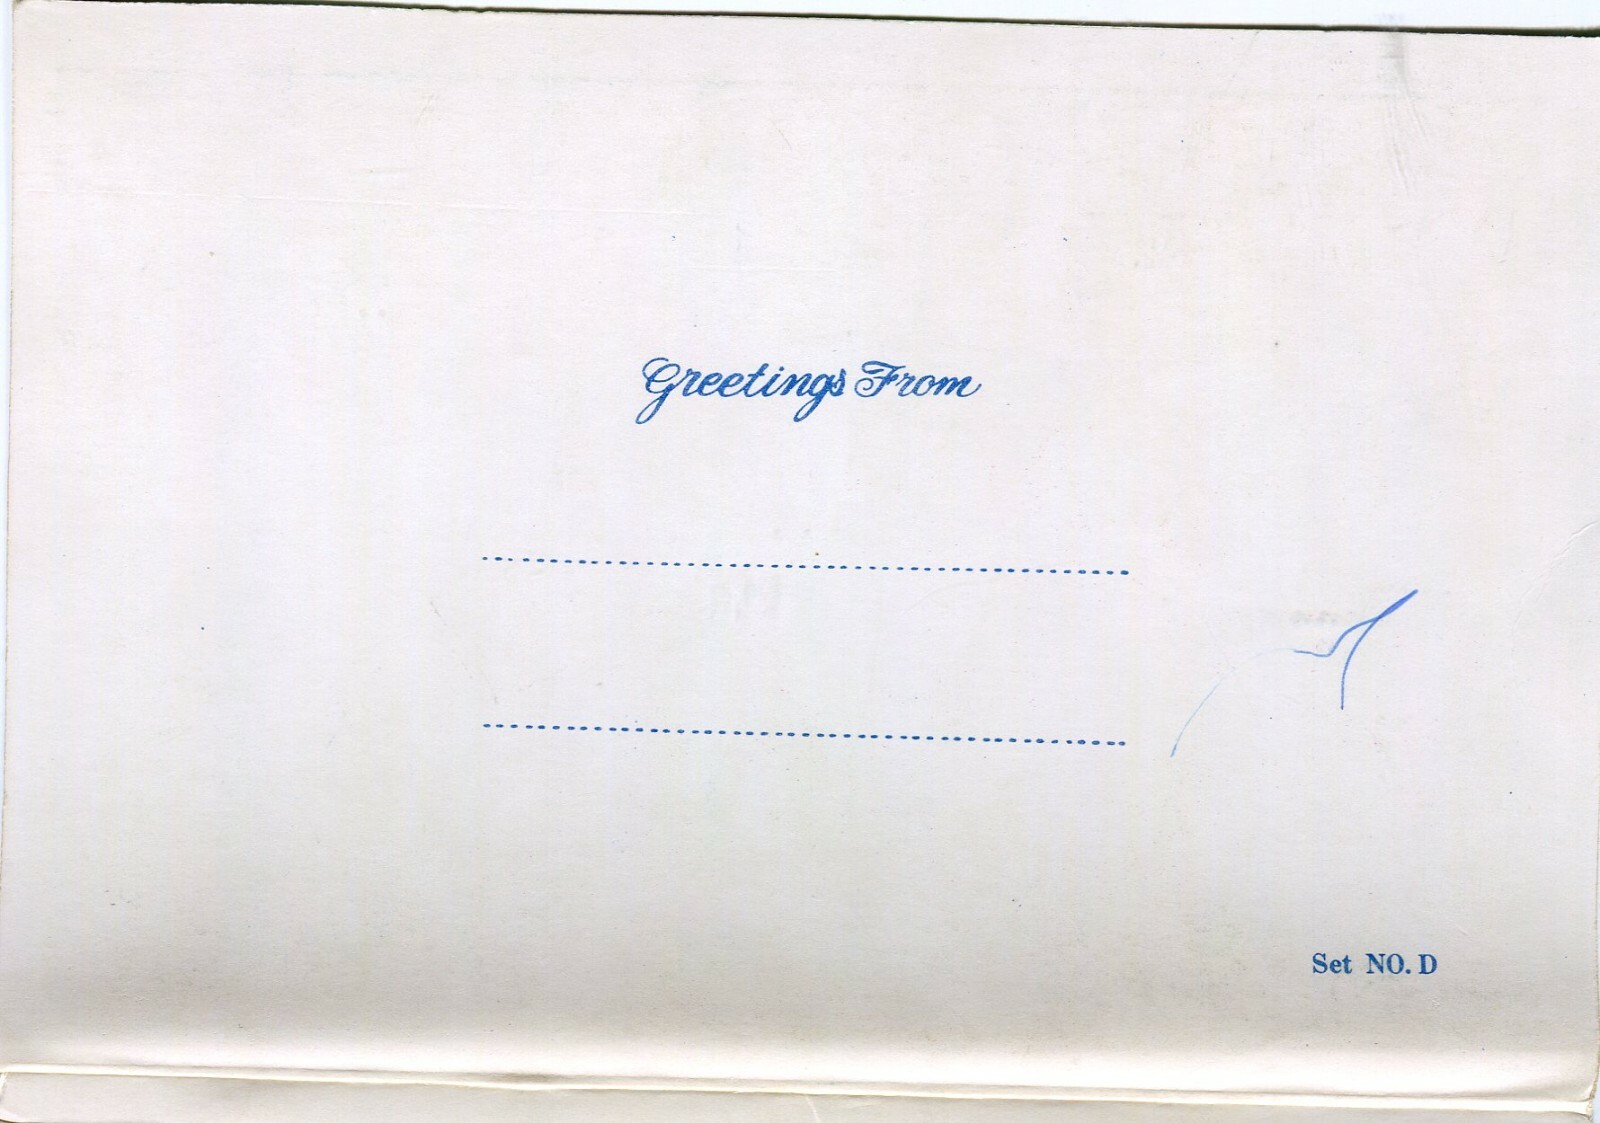 Greetings From
Set NO. D